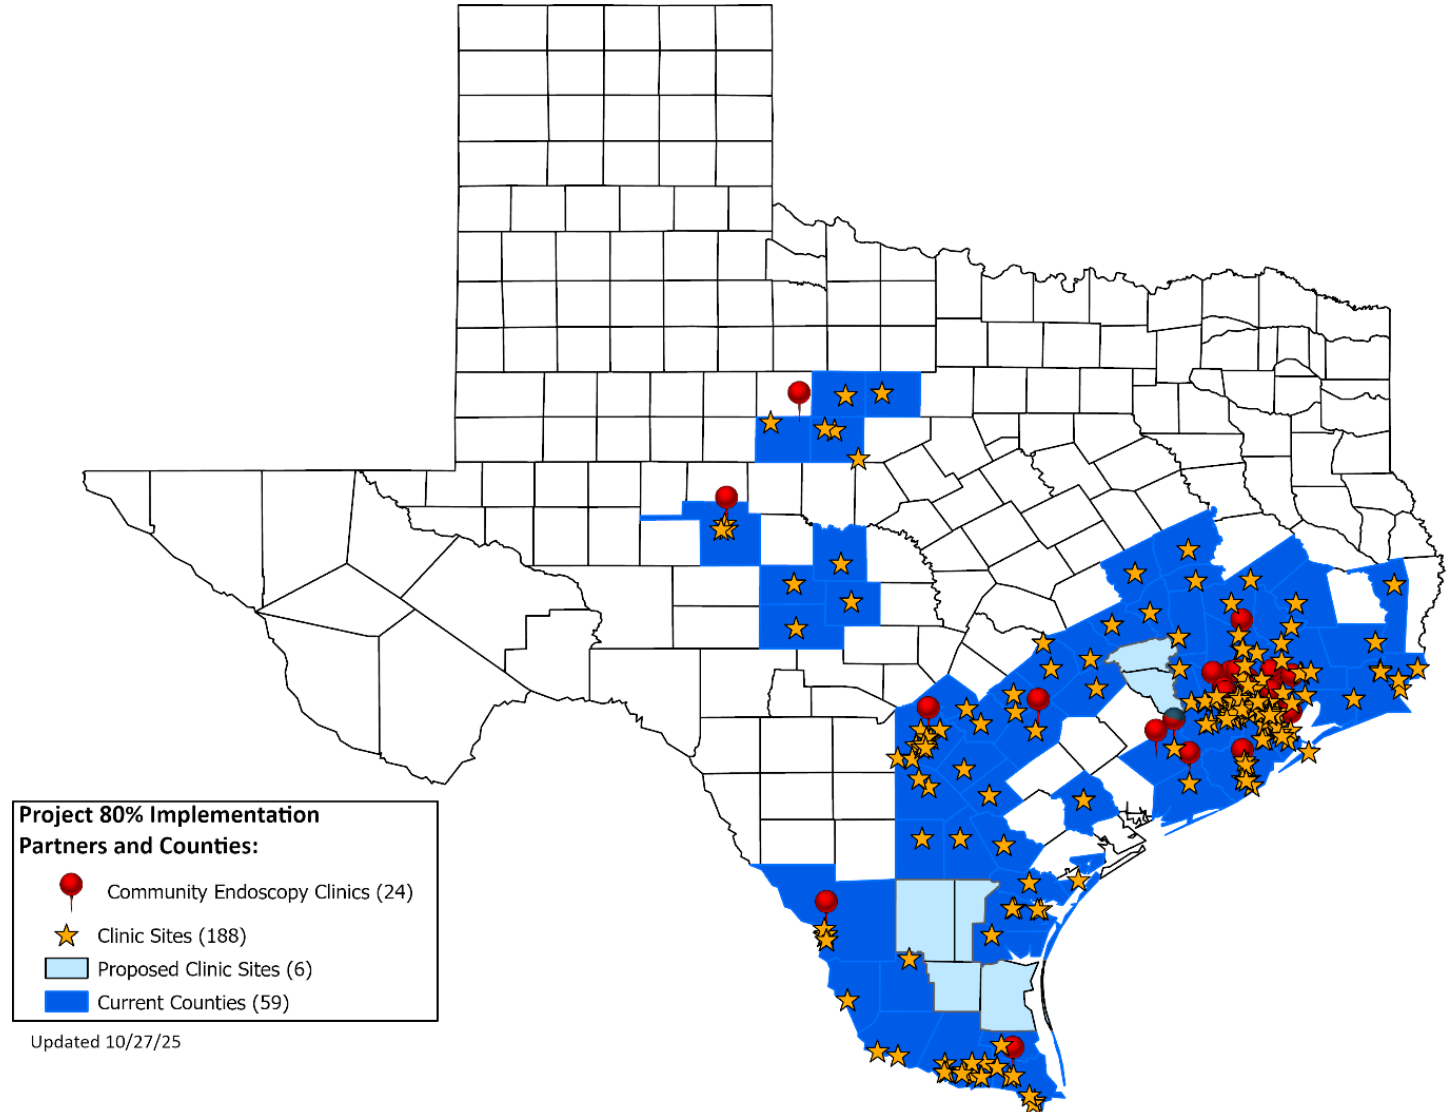 Project 80% Implementation
Partners and Counties:
Community Endoscopy Clinics (24)
Clinic Sites (188)
Proposed Clinic Sites (6)
Current Counties (59)
Updated 10/27/25